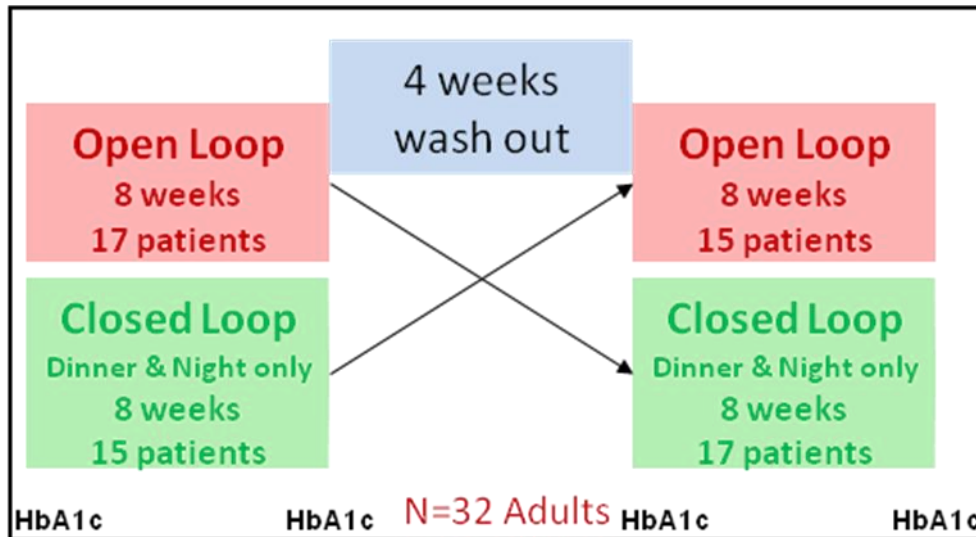 4 weeks
wash out
Open Loop
8 weeks
17 patients
Open Loop
8 weeks
15 patients
Closed Loop
Dinner & Night only
8 weeks
15 patients
Closed Loop
Dinner & Night only
8 weeks
17 patients
HbA1c HbA1c N=32 Adults HbA1c HbA1c